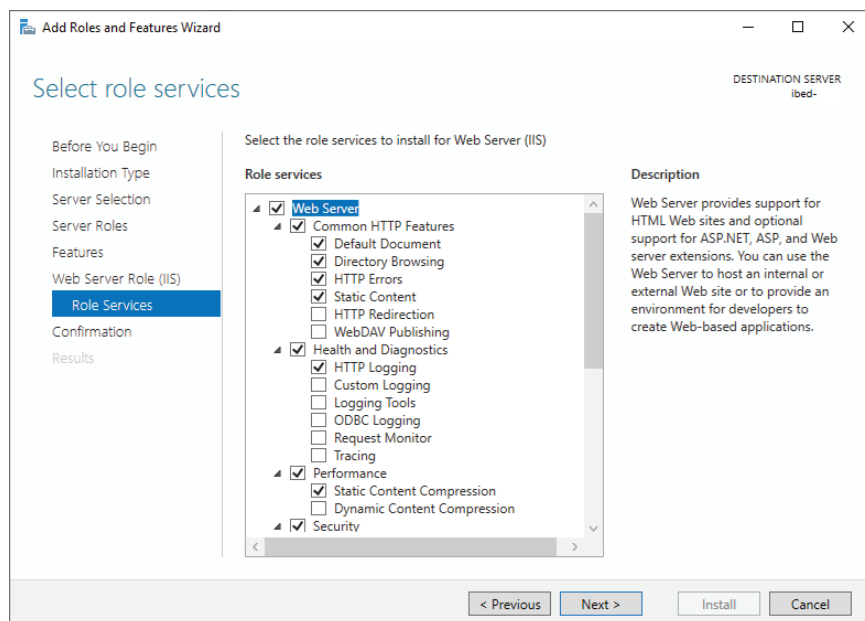 Add Roles and Features Wizard
Select role services
DESTINATION SERVER
ibed-
Before You Begin
Installation Type
Server Selection
Server Roles
Features
Web Server Role (IIS)
Role Services
Confirmation
Results
Select the role services to install for Web Server (IIS)
Role services
Web Server
Common HTTP Features
Default Document
Directory Browsing
HTTP Errors
Static Content
HTTP Redirection
WebDAV Publishing
Health and Diagnostics
HTTP Logging
Custom Logging
Logging Tools
ODBC Logging
Request Monitor
Tracing
Performance
Static Content Compression
Dynamic Content Compression
Security
Description
Web Server provides support for
HTML Web sites and optional
support for ASP.NET, ASP, and Web
server extensions. You can use the
Web Server to host an internal or
external Web site or to provide an
environment for developers to
create Web-based applications.
< Previous
Next >
Install
Cancel